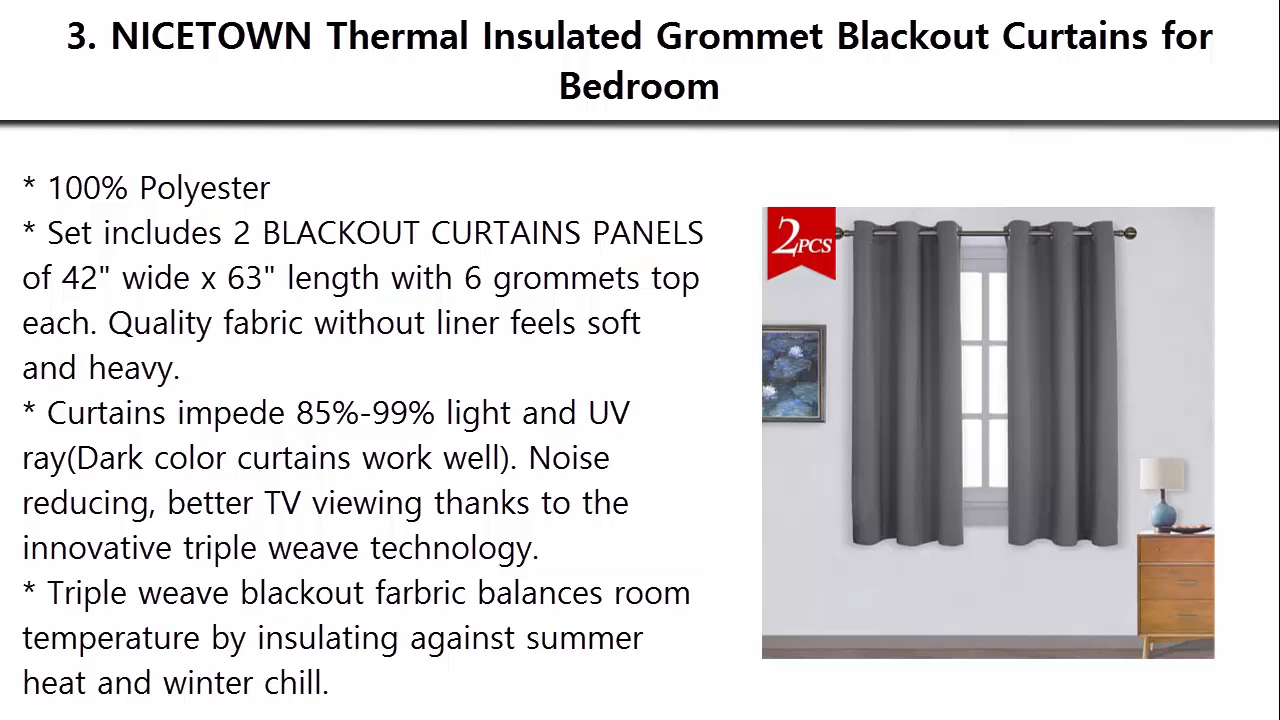 3. NICETOWN Thermal Insulated Grommet Blackout Curtains for
Bedroom
* 100% Polyester
* Set includes 2 BLACKOUT CURTAINS PANELS
of 42" wide x 63" length with 6 grommets top
each. Quality fabric without liner feels soft
and heavy.
* Curtains impede 85%-99% light and UV
ray(Dark color curtains work well). Noise
reducing, better TV viewing thanks to the
innovative triple weave technology.
* Triple weave blackout farbric balances room
temperature by insulating against summer
heat and winter chill.
2PCS